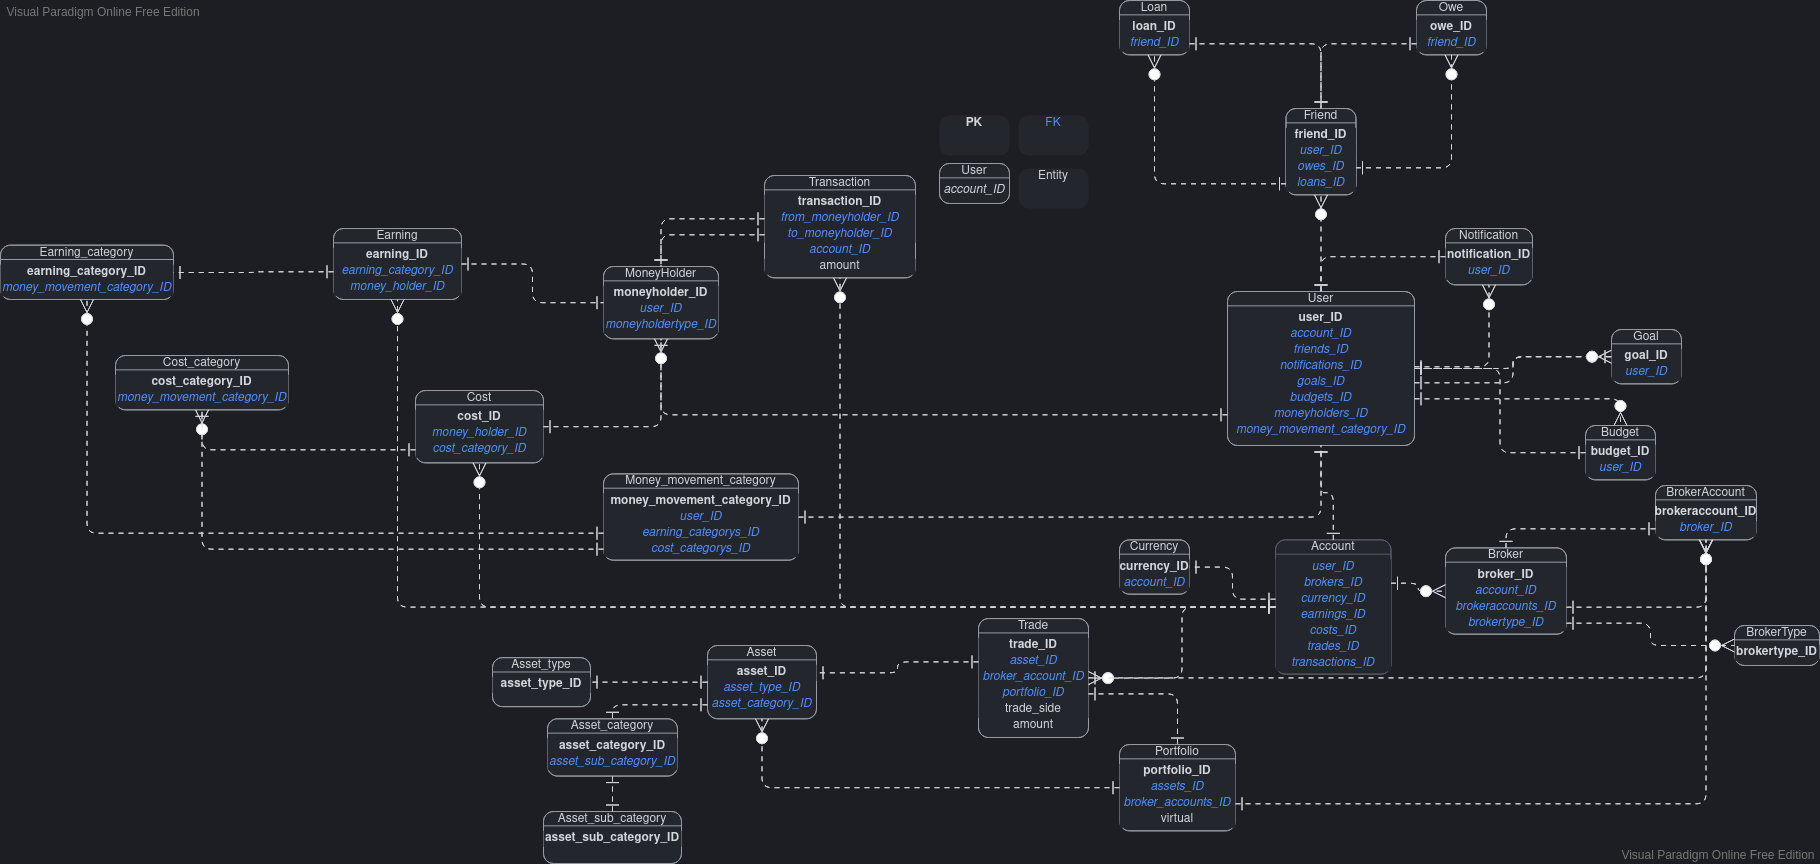 Visual Paradigm Online Free Edition
Loan
loan_ID
friend_ID
Owe
owe_ID
friend_ID
PK
FK
User
account_ID
Entity
Friend
friend_ID
user_ID
owes_ID
loans_ID
Transaction
transaction_ID
from_moneyholder_ID
to_moneyholder_ID
account_ID
amount
Earning_category
earning_category_ID
money_movement_category_ID
Earning
earning_ID
earning_category_ID
money_holder_ID
MoneyHolder
moneyholder_ID
user_ID
moneyholdertype_ID
Notification
notification_ID
user_ID
User
user_ID
account_ID
friends_ID
notifications_ID
goals_ID
budgets_ID
moneyholders_ID
money_movement_category_ID
Goal
goal_ID
user_ID
Cost_category
cost_category_ID
money_movement_category_ID
Cost
cost_ID
money_holder_ID
cost_category_ID
Budget
budget_ID
user_ID
Money_movement_category
money_movement_category_ID
user_ID
earning_categorys_ID
cost_categorys_ID
BrokerAccount
brokeraccount_ID
broker_ID
Currency
currency_ID
account_ID
Account
user_ID
brokers_ID
currency_ID
earnings_ID
costs_ID
trades_ID
transactions_ID
Broker
broker_ID
account_ID
brokeraccounts_ID
brokertype_ID
BrokerType
brokertype_ID
Trade
trade_ID
asset_ID
broker_account_ID
portfolio_ID
trade_side
amount
Asset_type
asset_type_ID
Asset
asset_ID
asset_type_ID
asset_category_ID
Asset_category
asset_category_ID
asset_sub_category_ID
Portfolio
portfolio_ID
assets_ID
broker_accounts_ID
virtual
Asset_sub_category
asset_sub_category_ID
Visual Paradigm Online Free Edition